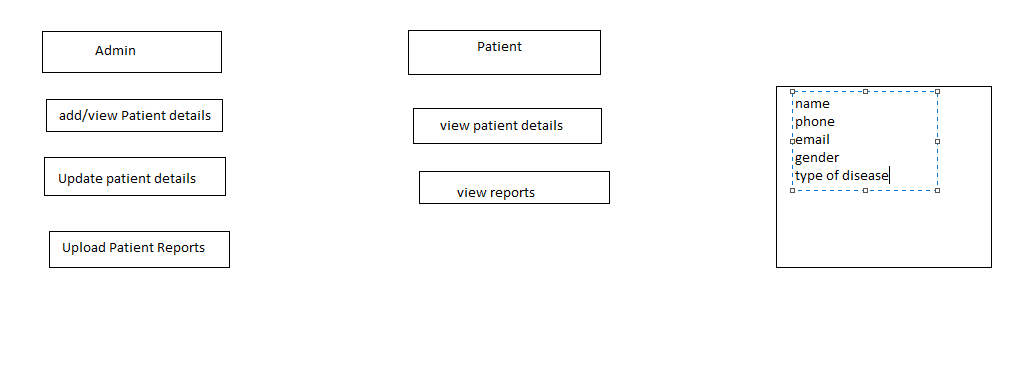 Admin
add/view Patient details
Update patient details
Upload Patient Reports
Patient
view patient details
view reports
name
phone
email
gender
type of disease